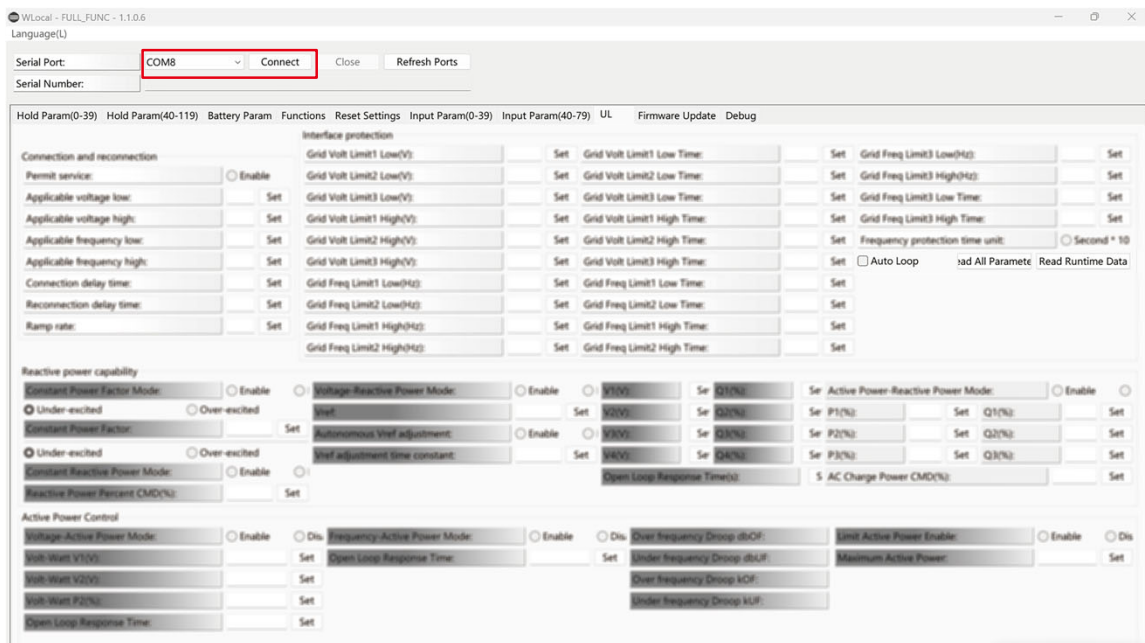 WLocal - FULL_FUNC - 1.1.0.6
Language(L)
Serial Port: COM8 Connect Close Refresh Ports
Serial Number:
Hold Param(0-39) Hold Param(40-119) Battery Param Functions Reset Settings Input Param(0-39) Input Param(40-79) UL Firmware Update Debug
Interface protection
Connection and reconnection
Grid Volt Limit1 Low(V): Set Grid Volt Limit1 Low Time: Set Grid Freq Limit3 Low(Hz): Set
Permit service: Enable Grid Volt Limit2 Low(V): Set Grid Volt Limit2 Low Time: Set Grid Freq Limit3 High(Hz): Set
Applicable voltage low: Set Grid Volt Limit3 Low(V): Set Grid Volt Limit3 Low Time: Set Grid Freq Limit3 Low Time: Set
Applicable voltage high: Set Grid Volt Limit1 High(V): Set Grid Volt Limit1 High Time: Set Grid Freq Limit3 High Time: Set
Applicable frequency low: Set Grid Volt Limit2 High(V): Set Grid Volt Limit2 High Time: Set Frequency protection time unit: Second * 10
Applicable frequency high: Set Grid Volt Limit3 High(V): Set Grid Volt Limit3 High Time: Set Auto Loop ead All Paramete Read Runtime Data
Connection delay time: Set Grid Freq Limit1 Low(Hz): Set Grid Freq Limit1 Low Time: Set
Reconnection delay time: Set Grid Freq Limit2 Low(Hz): Set Grid Freq Limit2 Low Time: Set
Ramp rate: Set Grid Freq Limit1 High(Hz): Set Grid Freq Limit1 High Time: Set
Grid Freq Limit2 High(Hz): Set Grid Freq Limit2 High Time: Set
Reactive power capability
Constant Power Factor Mode: Enable Voltage-Reactive Power Mode: Enable V1(V): Se Q1(%): Se Active Power-Reactive Power Mode: Enable
Under-excited Over-excited Vref: Set V2(V): Se Q2(%): Se P1(%): Set Q1(%): Set
Constant Power Factor: Set Autonomous Vref adjustment: Enable V3(V): Se Q3(%): Se P2(%): Set Q2(%): Set
Under-excited Over-excited Vref adjustment time constant: Set V4(V): Se Q4(%): Se P3(%): Set Q3(%): Set
Constant Reactive Power Mode: Enable Open Loop Response Time(s): S AC Charge Power CMD(%): Set
Reactive Power Percent CMD(%): Set
Active Power Control
Voltage-Active Power Mode: Enable Dis Frequency-Active Power Mode: Enable Dis Over frequency Droop dbOF: Limit Active Power Enable: Enable Dis
Volt-Watt V1(V): Set Open Loop Response Time: Set Under frequency Droop dbUF: Maximum Active Power: Set
Volt-Watt V2(V): Set Over frequency Droop kOF:
Volt-Watt P2(%): Set Under frequency Droop kUF:
Open Loop Response Time: Set